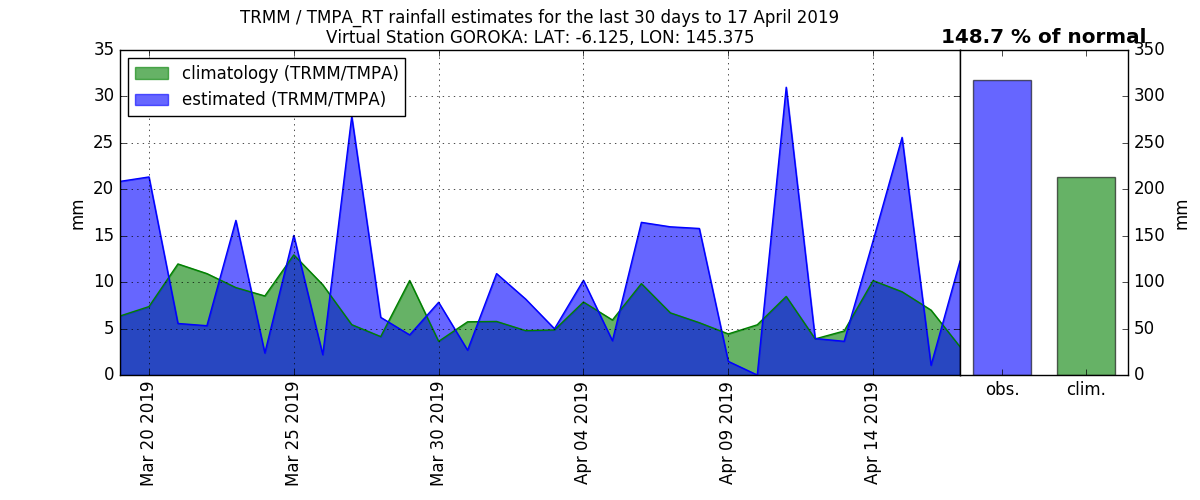 TRMM / TMPA_RT rainfall estimates for the last 30 days to 17 April 2019
Virtual Station GOROKA: LAT: -6.125, LON: 145.375
148.7 % of normal
climatology (TRMM/TMPA)
estimated (TRMM/TMPA)
35
30
25
20
15
10
5
0
mm
Mar 20 2019
Mar 25 2019
Mar 30 2019
Apr 04 2019
Apr 09 2019
Apr 14 2019
350
300
250
200
150
100
50
0
mm
obs.
clim.